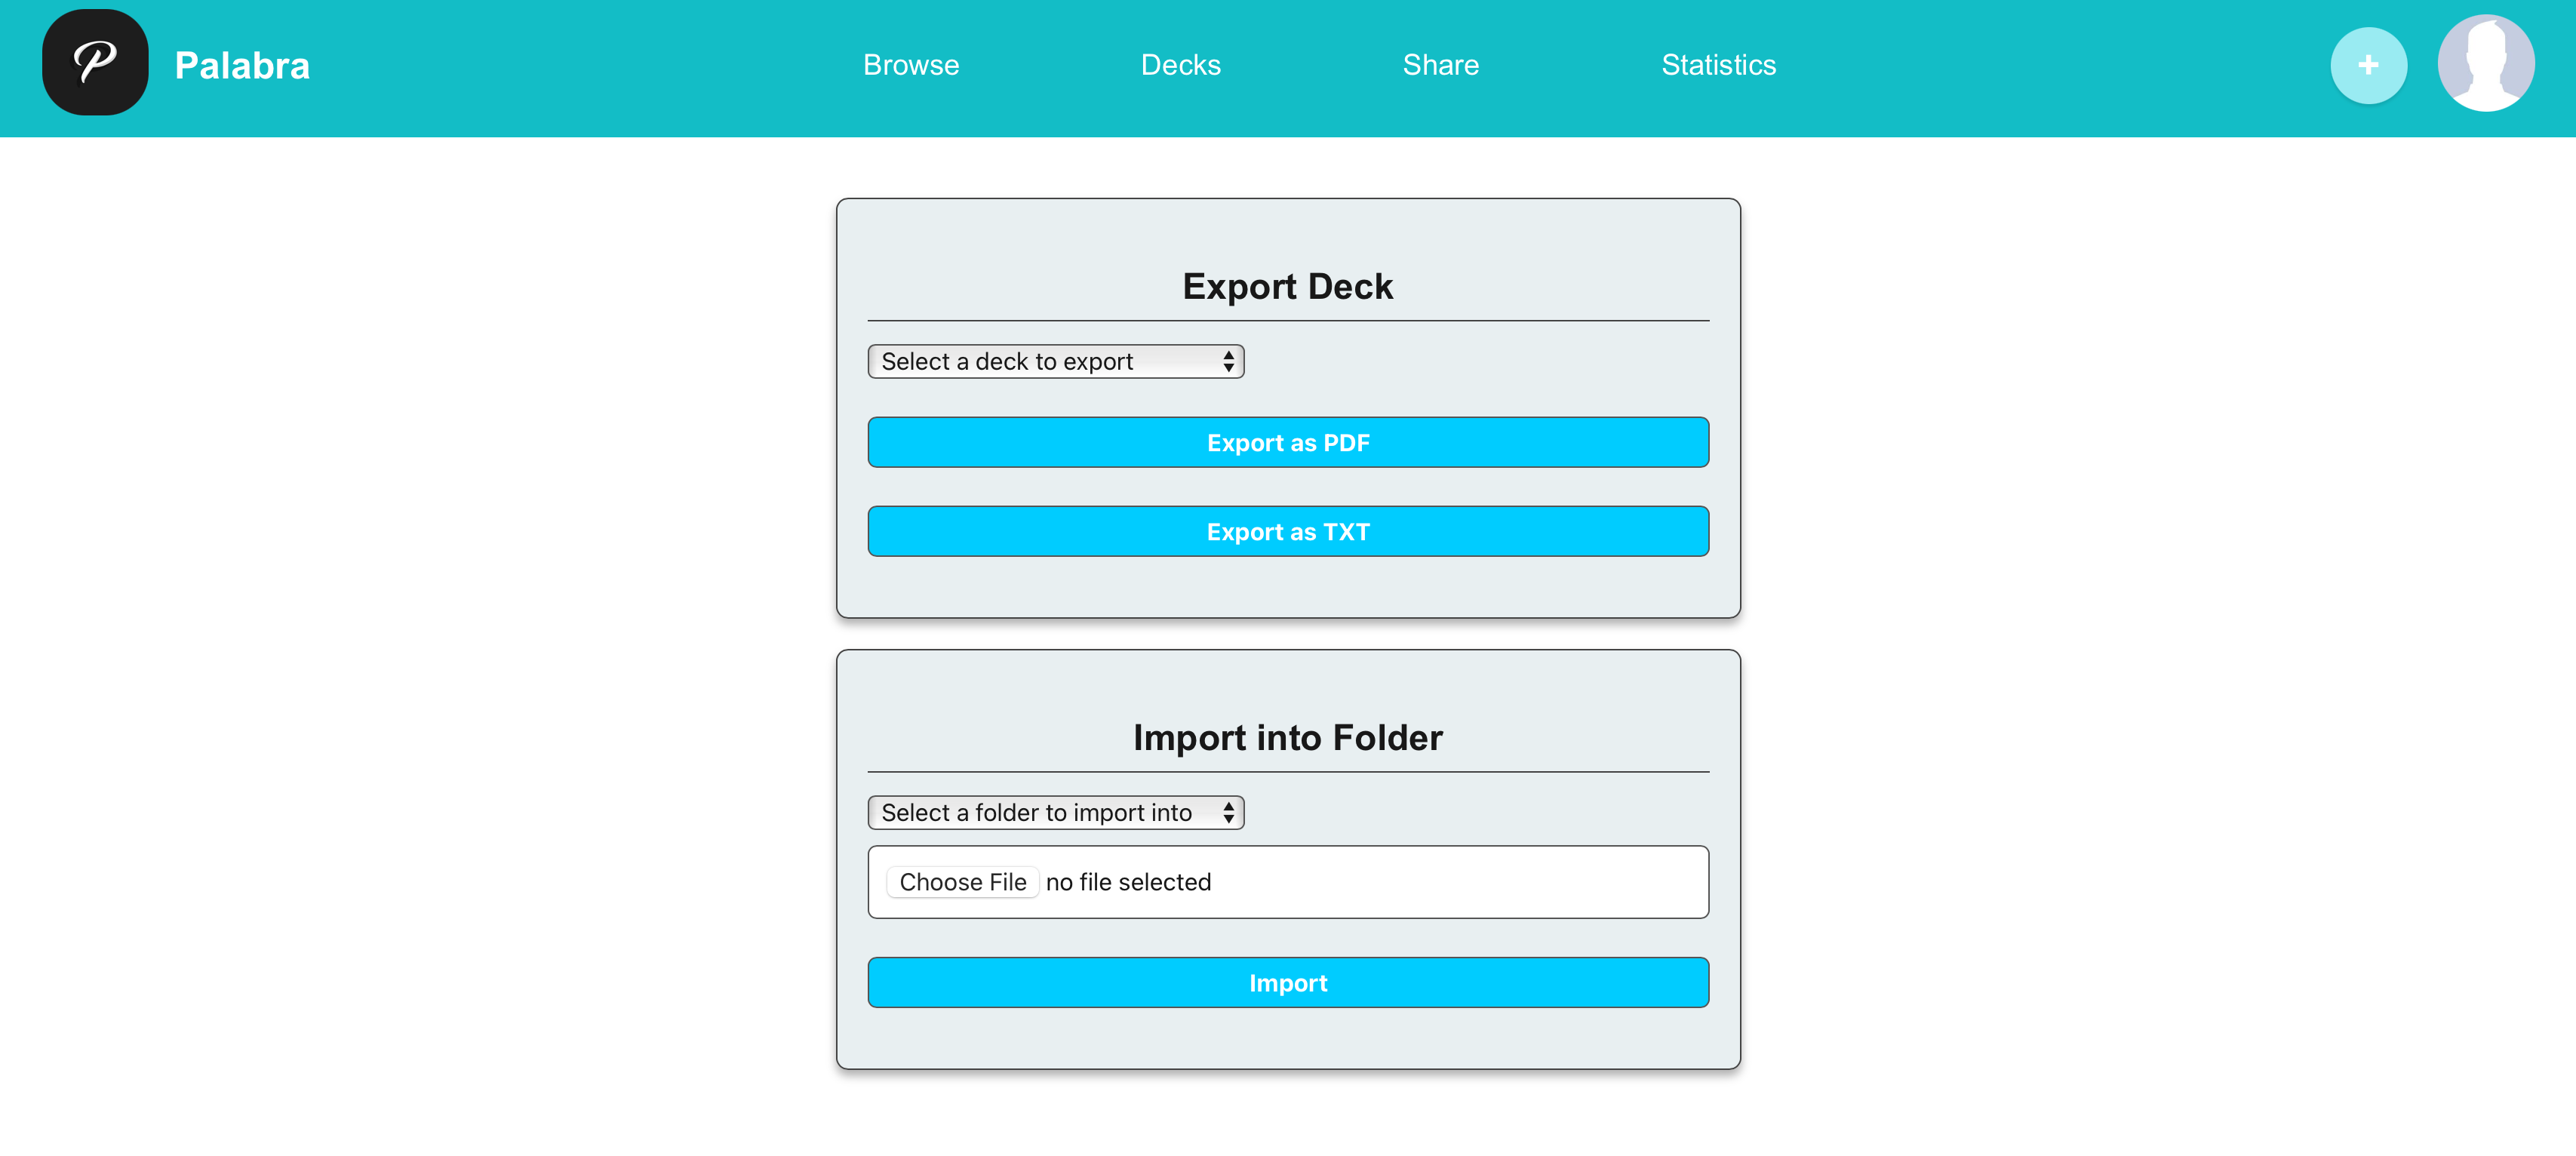 P
Palabra
Browse
Decks
Share
Statistics
+
Export Deck
Select a deck to export
Export as PDF
Export as TXT
Import into Folder
Select a folder to import into
Choose File no file selected
Import